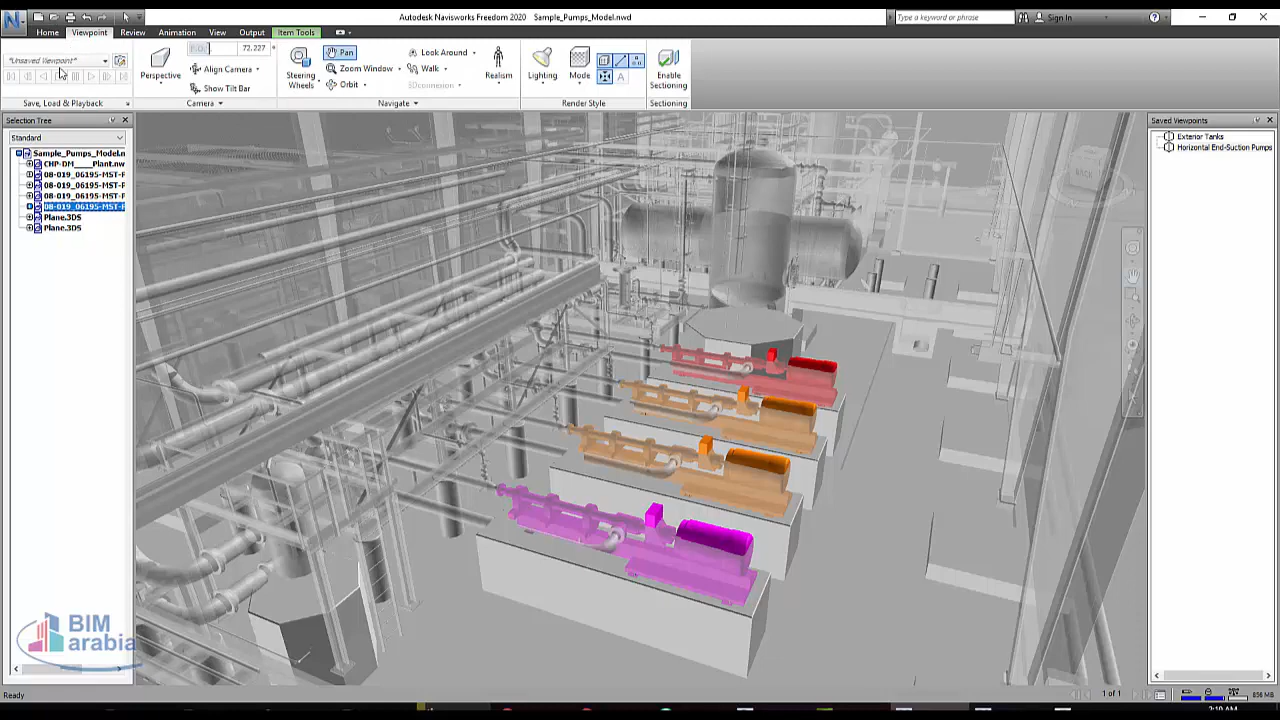 Autodesk Navisworks Freedom 2020 Sample_Pumps_Model.nwd
Type a keyword or phrase
Sign In
Home Viewpoint Review Animation View Output Item Tools
*Unsaved Viewpoint*
Save, Load & Playback
Perspective
72.227
Align Camera
Show Tilt Bar
Camera
Steering Wheels
Pan
Zoom Window
Orbit
Look Around
Walk
3Dconnexion
Navigate
Realism
Lighting
Mode
Render Style
Enable Sectioning
Sectioning
Selection Tree
Standard
Sample_Pumps_Model.n
CHP-DM____Plant.nw
08-019_06195-MST-F
08-019_06195-MST-F
08-019_06195-MST-F
08-019_06195-MST-F
Plane.3DS
Plane.3DS
Saved Viewpoints
Exterior Tanks
Horizontal End-Suction Pumps
BACK
BIM
arabia
Ready
1 of 1